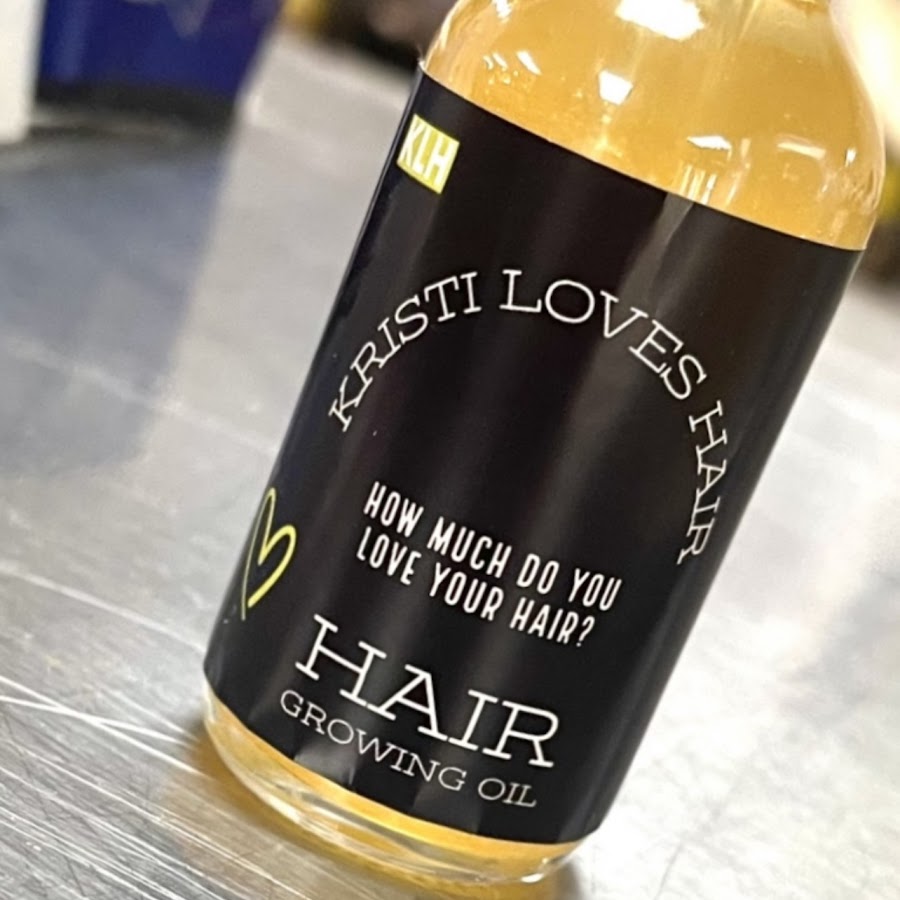 KLH
KRISTI LOVES HAIR
HOW MUCH DO YOU
LOVE YOUR HAIR?
HAIR
GROWING OIL